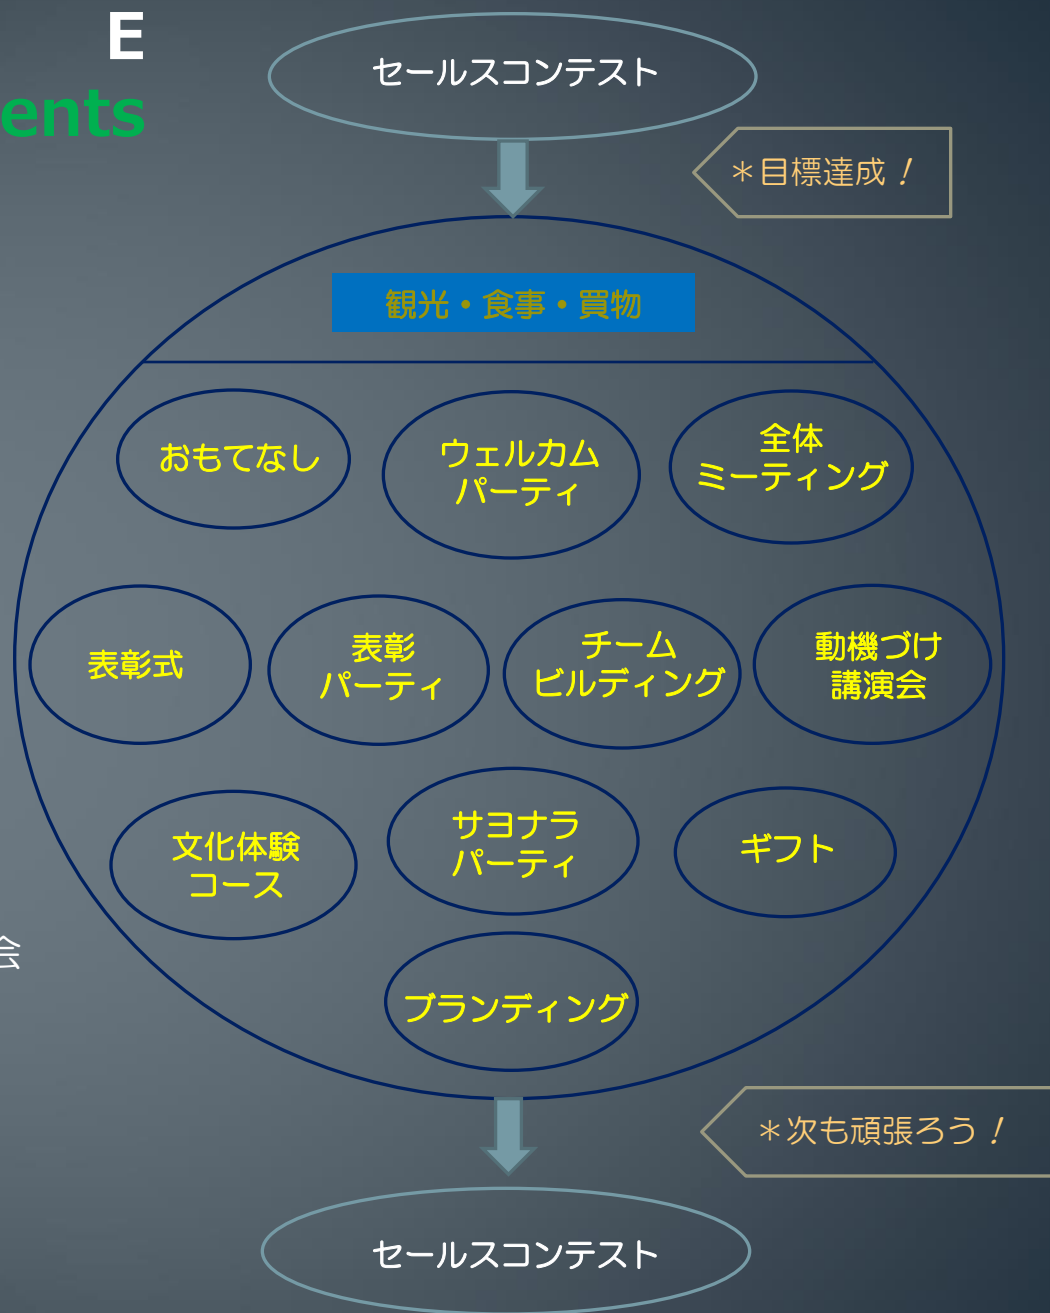 E
ents
セールスコンテスト
＊目標達成！
観光・食事・買物
おもてなし
ウェルカム
パーティ
全体
ミーティング
表彰式
表彰
パーティ
チーム
ビルディング
動機づけ
講演会
文化体験
コース
サヨナラ
パーティ
ギフト
会
ブランディング
＊次も頑張ろう！
セールスコンテスト